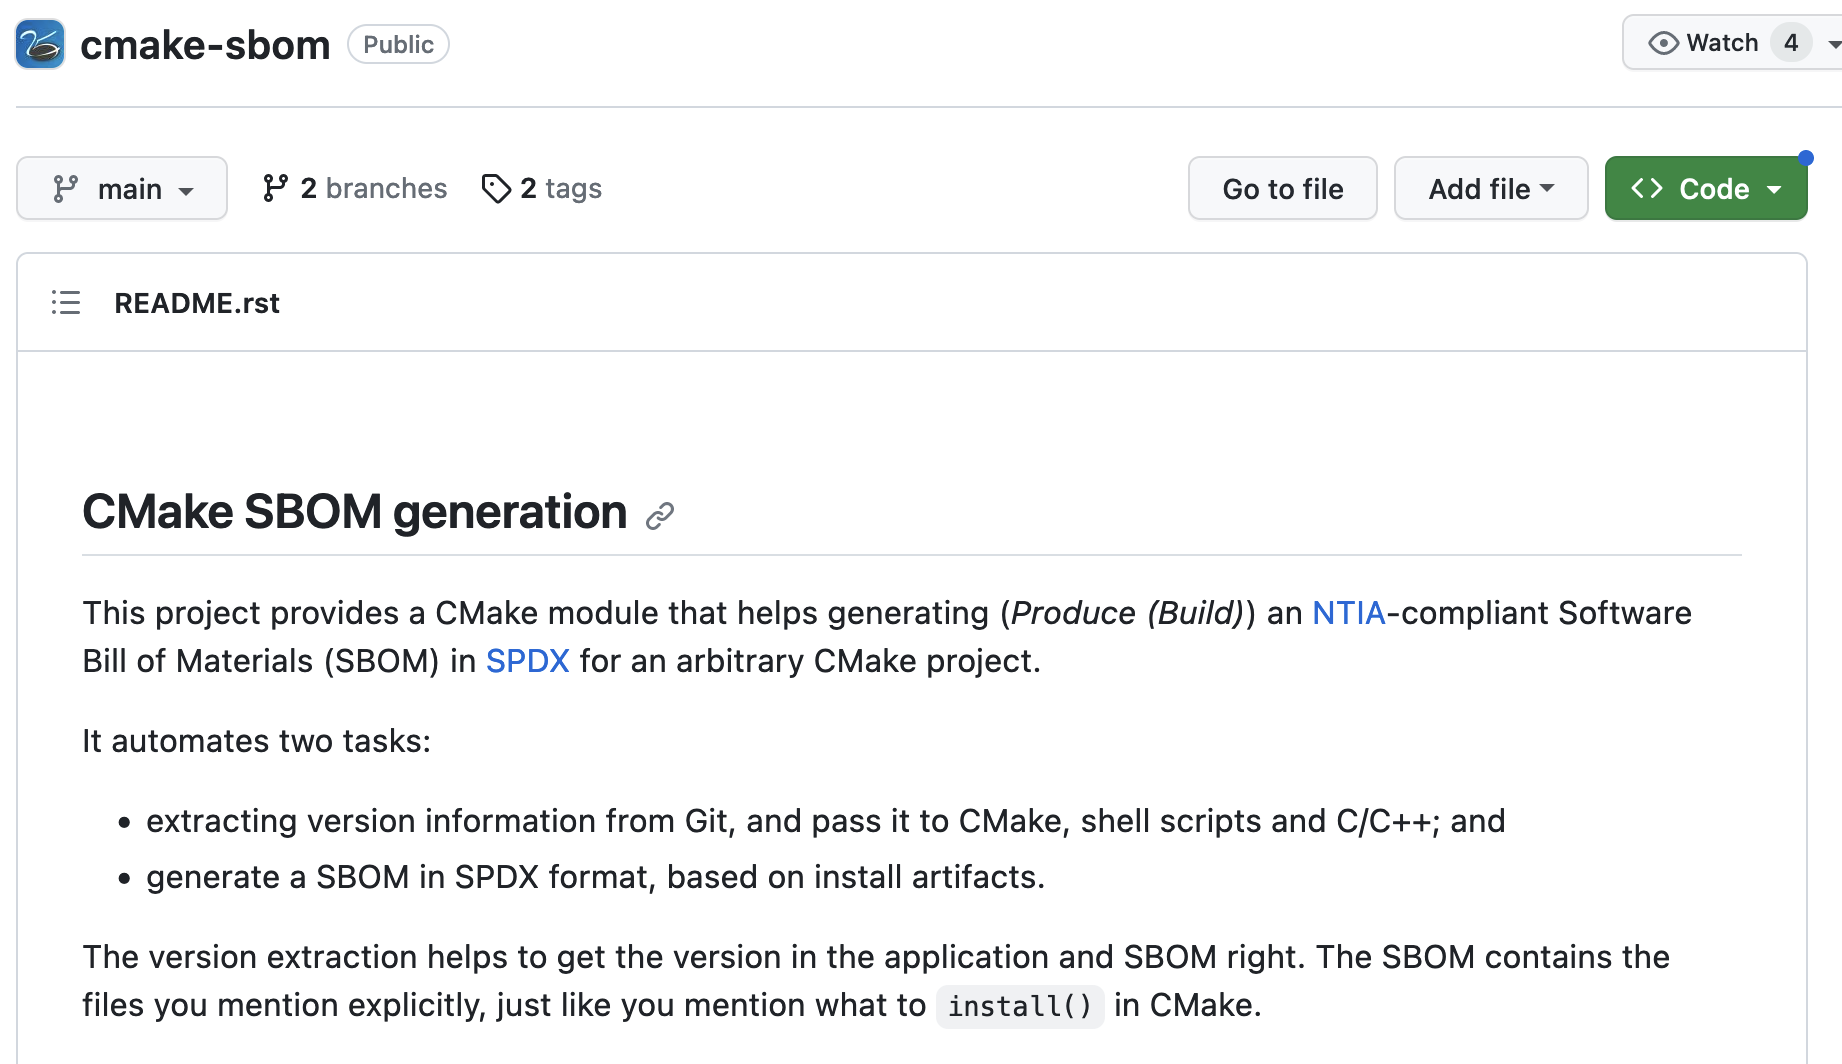 cmake-sbom Public Watch 4
main 2 branches 2 tags Go to file Add file <> Code
README.rst
CMake SBOM generation
This project provides a CMake module that helps generating (Produce (Build)) an NTIA-compliant Software
Bill of Materials (SBOM) in SPDX for an arbitrary CMake project.
It automates two tasks:
• extracting version information from Git, and pass it to CMake, shell scripts and C/C++; and
• generate a SBOM in SPDX format, based on install artifacts.
The version extraction helps to get the version in the application and SBOM right. The SBOM contains the
files you mention explicitly, just like you mention what to install() in CMake.